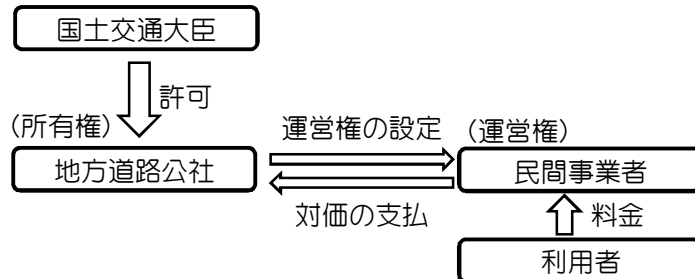 国土交通大臣
許可
(所有権)
運営権の設定
(運営権)
地方道路公社
民間事業者
対価の支払
料金
利用者